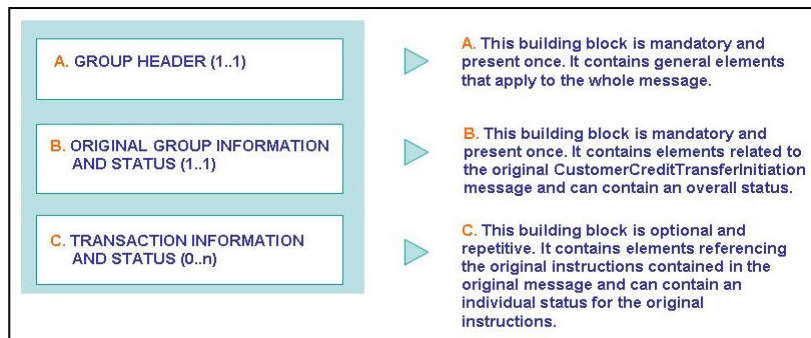 A. GROUP HEADER (1..1)
A. This building block is mandatory and
present once. It contains general elements
that apply to the whole message.
B. ORIGINAL GROUP INFORMATION
AND STATUS (1..1)
B. This building block is mandatory and
present once. It contains elements related to
the original CustomerCreditTransferInitiation
message and can contain an overall status.
C. TRANSACTION INFORMATION
AND STATUS (0..n)
C. This building block is optional and
repetitive. It contains elements referencing
the original instructions contained in the
original message and can contain an
individual status for the original
instructions.